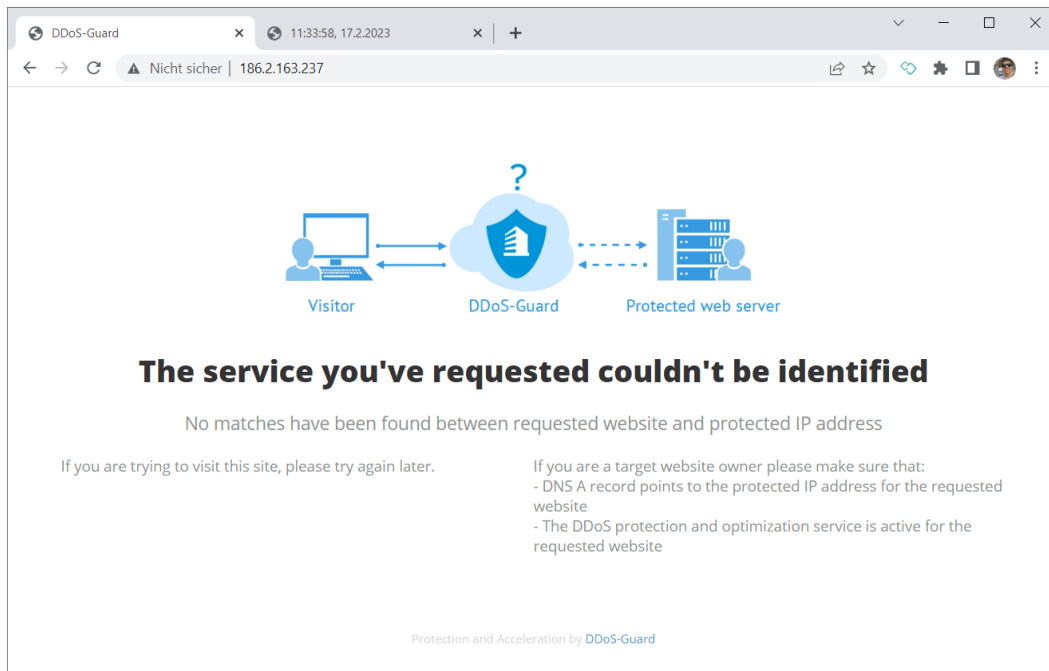 DDoS-Guard
11:33:58, 17.2.2023
Nicht sicher | 186.2.163.237
?
Visitor
DDoS-Guard
Protected web server
The service you've requested couldn't be identified
No matches have been found between requested website and protected IP address
If you are trying to visit this site, please try again later.
If you are a target website owner please make sure that:
- DNS A record points to the protected IP address for the requested
website
- The DDoS protection and optimization service is active for the
requested website
Protection and Acceleration by DDoS-Guard